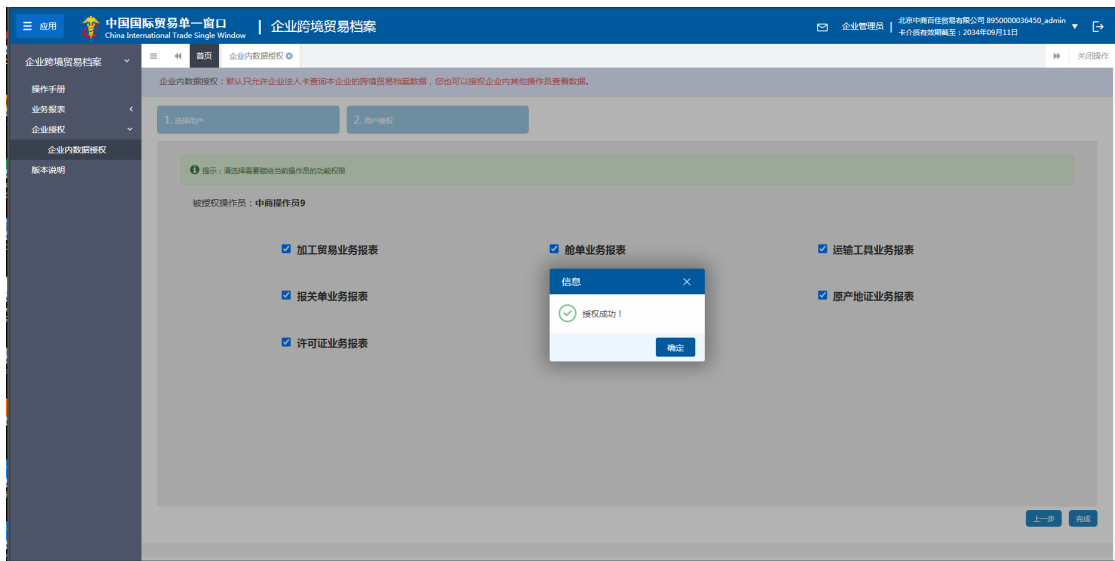 应用
中国国际贸易单一窗口
China International Trade Single Window
企业跨境贸易档案
企业管理员
北京中商百佳贸易有限公司 8950000036450_admin
卡介质有效期截至：2034年09月11日
企业跨境贸易档案
操作手册
业务报表
企业授权
企业内数据授权
版本说明
首页
企业内数据授权
关闭操作
企业内数据授权：默认只允许企业法人卡查询本企业的跨境贸易档案数据，您也可以授权企业内其他操作员查看数据。
1. 选择用户
2. 用户授权
提示：请选择需要赋给当前操作员的功能权限
被授权操作员：中商操作员9
加工贸易业务报表
舱单业务报表
运输工具业务报表
报关单业务报表
原产地证业务报表
许可证业务报表
信息
授权成功！
确定
上一步
完成